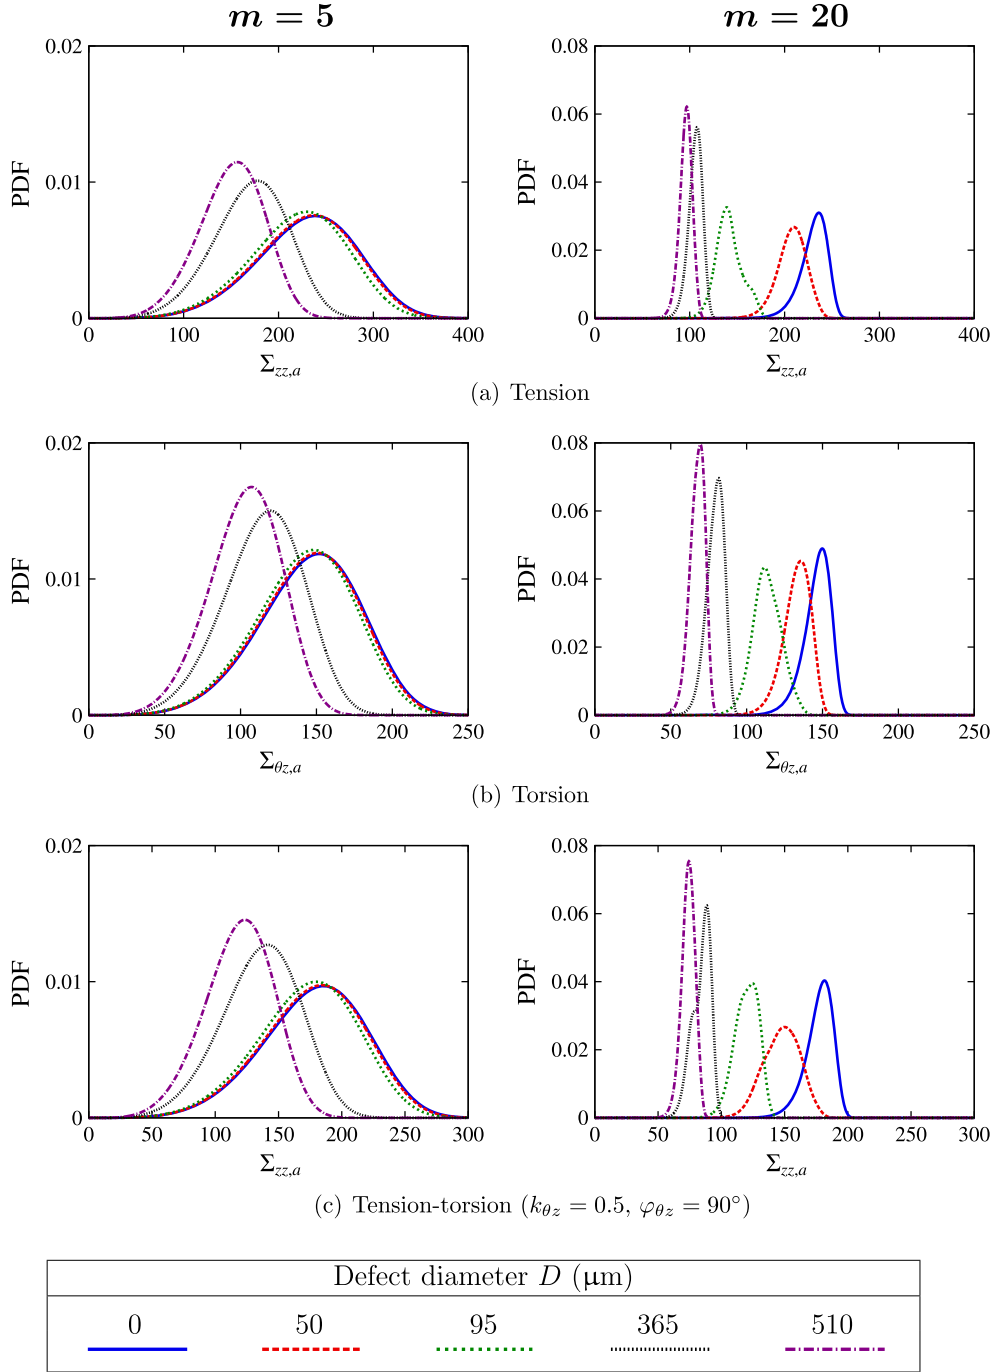 m = 5 m = 20
0.02 0.08
0.06
PDF 0.01 PDF 0.04
0.02
0 0
0 100 200 300 400 0 100 200 300 400
Σzz,a Σzz,a
(a) Tension
0.02 0.08
0.06
PDF 0.01 PDF 0.04
0.02
0 0
0 50 100 150 200 250 0 50 100 150 200 250
Σθz,a Σθz,a
(b) Torsion
0.02 0.08
0.06
PDF 0.01 PDF 0.04
0.02
0 0
0 50 100 150 200 250 300 0 50 100 150 200 250 300
Σzz,a Σzz,a
(c) Tension-torsion (kθz = 0.5, φθz = 90°)
Defect diameter D (µm)
0 50 95 365 510